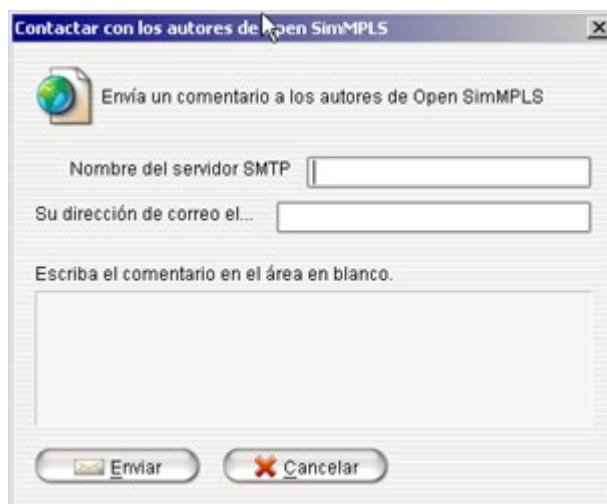 Contactar con los autores de Open SimMPLS
Envía un comentario a los autores de Open SimMPLS
Nombre del servidor SMTP
Su dirección de correo el...
Escriba el comentario en el área en blanco.
Enviar Cancelar